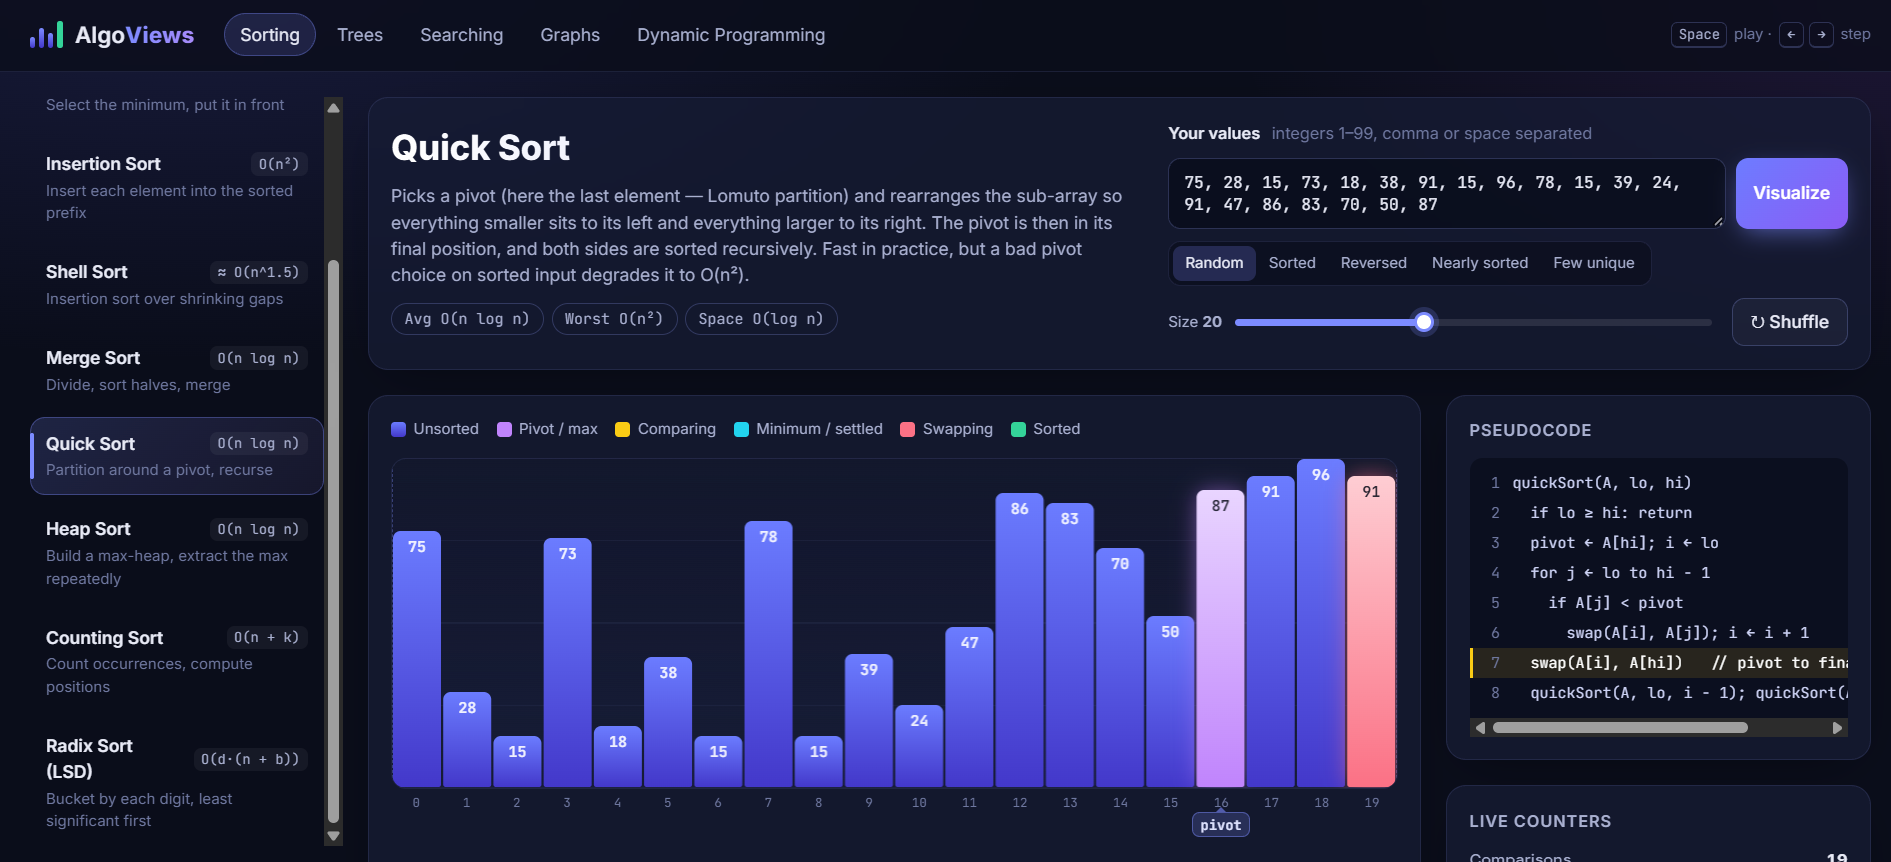 AlgoViews
Sorting
Trees
Searching
Graphs
Dynamic Programming
Space play · ← → step
Select the minimum, put it in front
Insertion Sort O(n²)
Insert each element into the sorted
prefix
Shell Sort ≈ O(n^1.5)
Insertion sort over shrinking gaps
Merge Sort O(n log n)
Divide, sort halves, merge
Quick Sort O(n log n)
Partition around a pivot, recurse
Heap Sort O(n log n)
Build a max-heap, extract the max
repeatedly
Counting Sort O(n + k)
Count occurrences, compute
positions
Radix Sort
(LSD) O(d·(n + b))
Bucket by each digit, least
significant first
Quick Sort
Picks a pivot (here the last element — Lomuto partition) and rearranges the sub-array so
everything smaller sits to its left and everything larger to its right. The pivot is then in its
final position, and both sides are sorted recursively. Fast in practice, but a bad pivot
choice on sorted input degrades it to O(n²).
Avg O(n log n) Worst O(n²) Space O(log n)
Your values integers 1–99, comma or space separated
75, 28, 15, 73, 18, 38, 91, 15, 96, 78, 15, 39, 24,
91, 47, 86, 83, 70, 50, 87
Visualize
Random Sorted Reversed Nearly sorted Few unique
Size 20
↻ Shuffle
Unsorted Pivot / max Comparing Minimum / settled Swapping Sorted
75 28 15 73 18 38 15 78 15 39 24 47 86 83 70 50 87 91 96 91
0 1 2 3 4 5 6 7 8 9 10 11 12 13 14 15 16 17 18 19
pivot
PSEUDOCODE
1 quickSort(A, lo, hi)
2 if lo ≥ hi: return
3 pivot ← A[hi]; i ← lo
4 for j ← lo to hi - 1
5 if A[j] < pivot
6 swap(A[i], A[j]); i ← i + 1
7 swap(A[i], A[hi]) // pivot to fina
8 quickSort(A, lo, i - 1); quickSort(A
LIVE COUNTERS
Comparisons 19